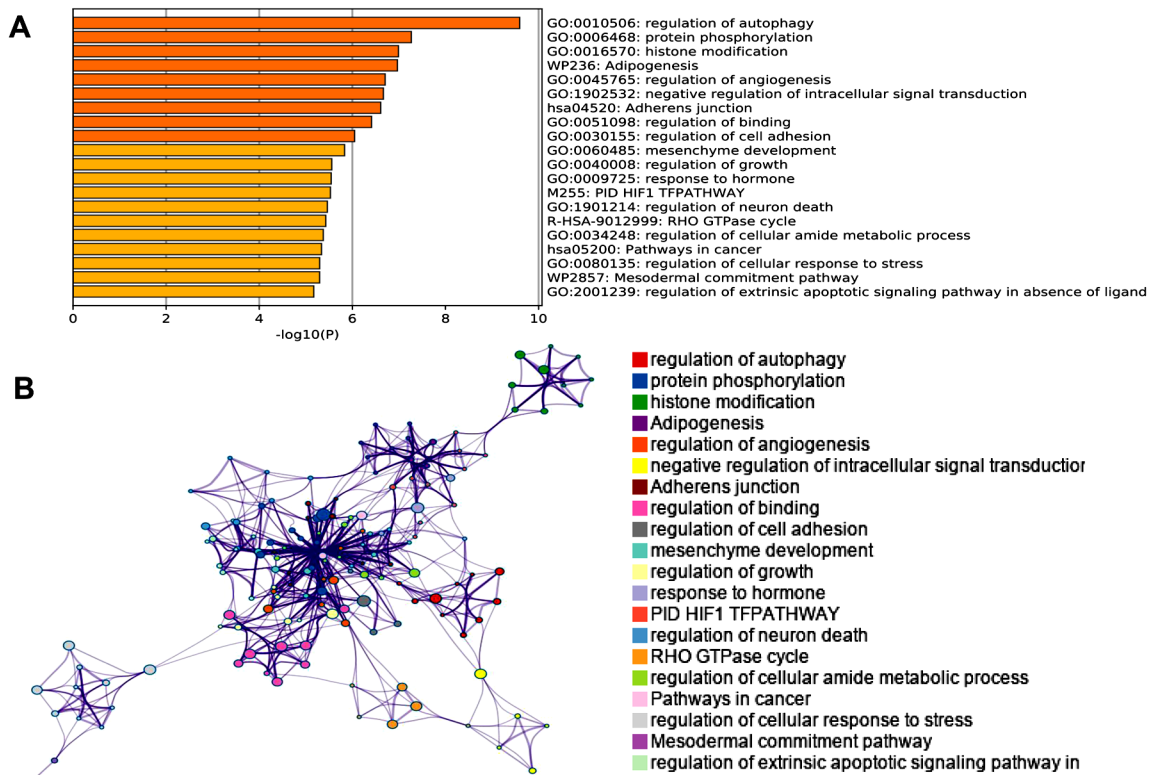 A
GO:0010506: regulation of autophagy
GO:0006468: protein phosphorylation
GO:0016570: histone modification
WP236: Adipogenesis
GO:0045765: regulation of angiogenesis
GO:1902532: negative regulation of intracellular signal transduction
hsa04520: Adherens junction
GO:0051098: regulation of binding
GO:0030155: regulation of cell adhesion
GO:0060485: mesenchyme development
GO:0040008: regulation of growth
GO:0009725: response to hormone
M255: PID HIF1 TFPATHWAY
GO:1901214: regulation of neuron death
R-HSA-9012999: RHO GTPase cycle
GO:0034248: regulation of cellular amide metabolic process
hsa05200: Pathways in cancer
GO:0080135: regulation of cellular response to stress
WP2857: Mesodermal commitment pathway
GO:2001239: regulation of extrinsic apoptotic signaling pathway in absence of ligand
0 2 4 6 8 10
-log10(P)
B
regulation of autophagy
protein phosphorylation
histone modification
Adipogenesis
regulation of angiogenesis
negative regulation of intracellular signal transduction
Adherens junction
regulation of binding
regulation of cell adhesion
mesenchyme development
regulation of growth
response to hormone
PID HIF1 TFPATHWAY
regulation of neuron death
RHO GTPase cycle
regulation of cellular amide metabolic process
Pathways in cancer
regulation of cellular response to stress
Mesodermal commitment pathway
regulation of extrinsic apoptotic signaling pathway in